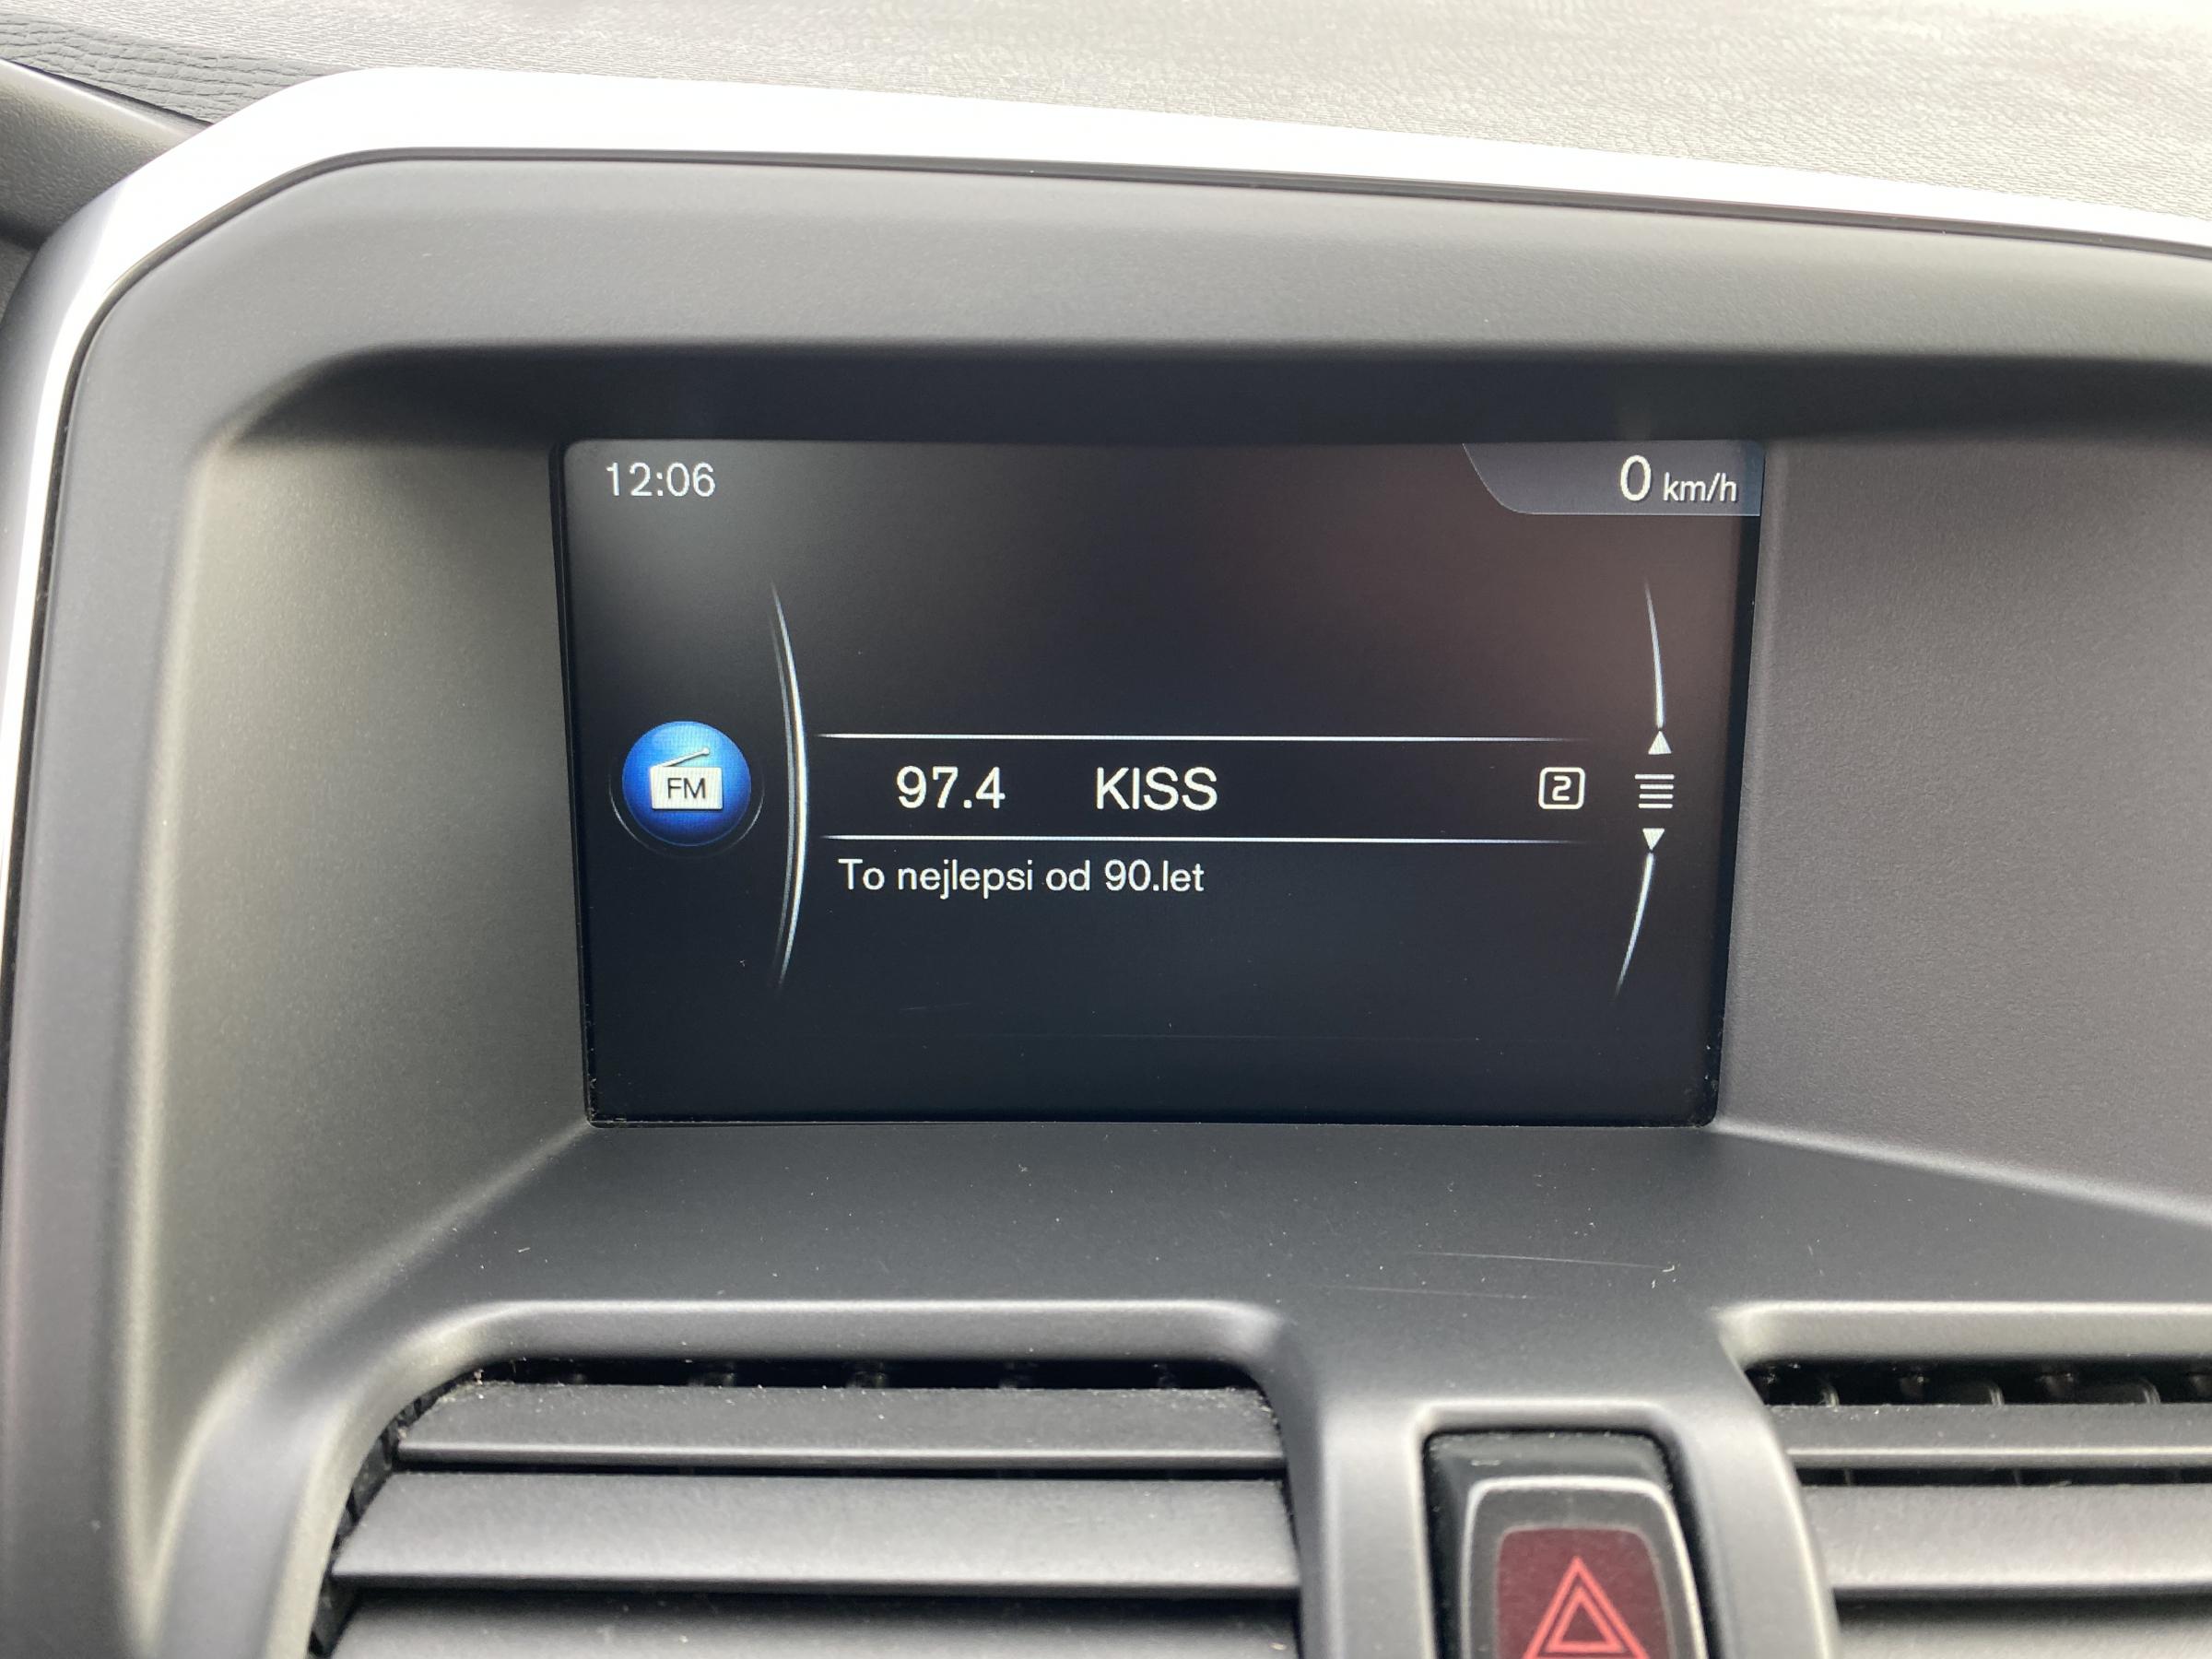 12:06
0 km/h
FM
97.4 KISS 2
To nejlepsi od 90.let